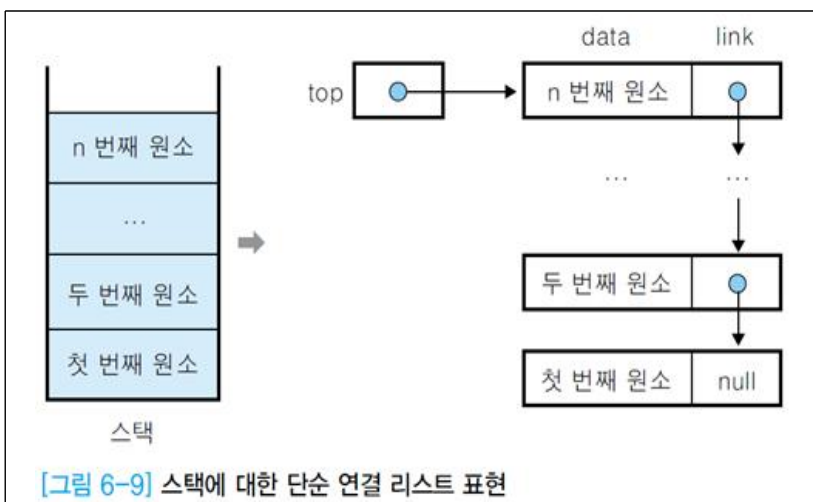 data link
top
n 번째 원소
n 번째 원소
…
… …
두 번째 원소
두 번째 원소
첫 번째 원소
첫 번째 원소 null
스택
[그림 6-9] 스택에 대한 단순 연결 리스트 표현